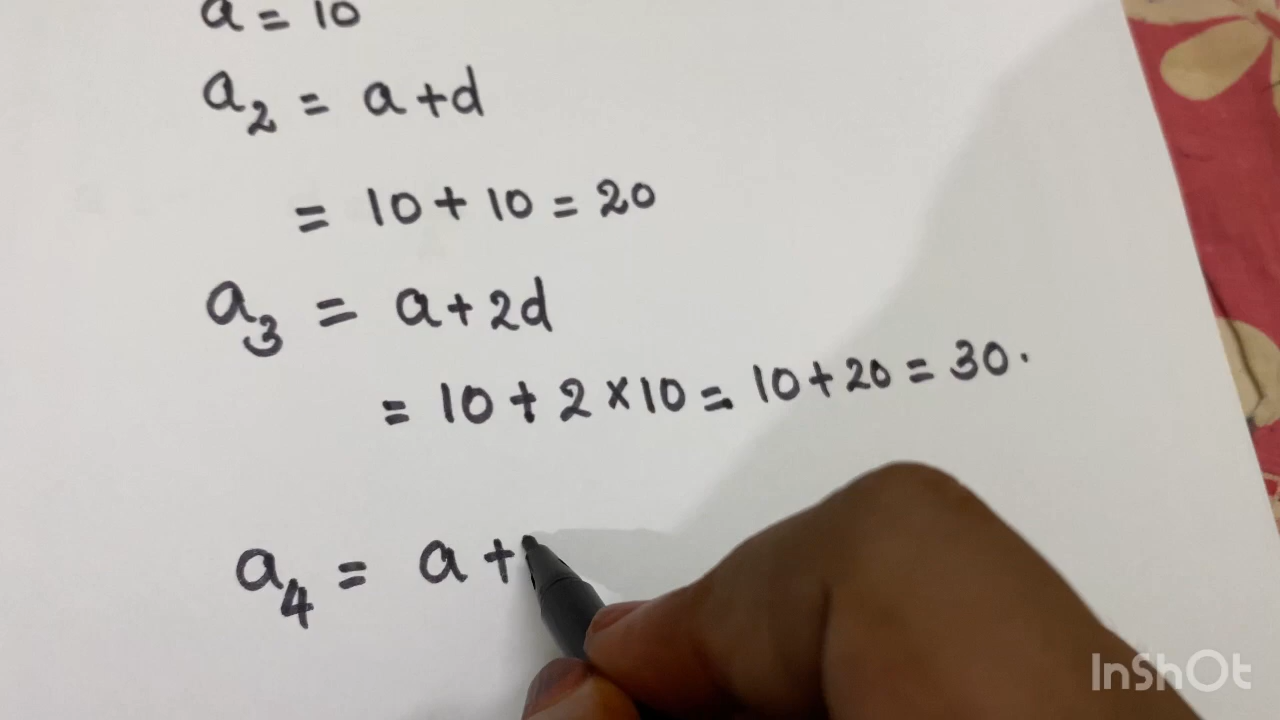 a = 10
a₂ = a + d
= 10 + 10 = 20
a₃ = a + 2d
= 10 + 2 × 10 = 10 + 20 = 30.
a₄ = a +
InShOt